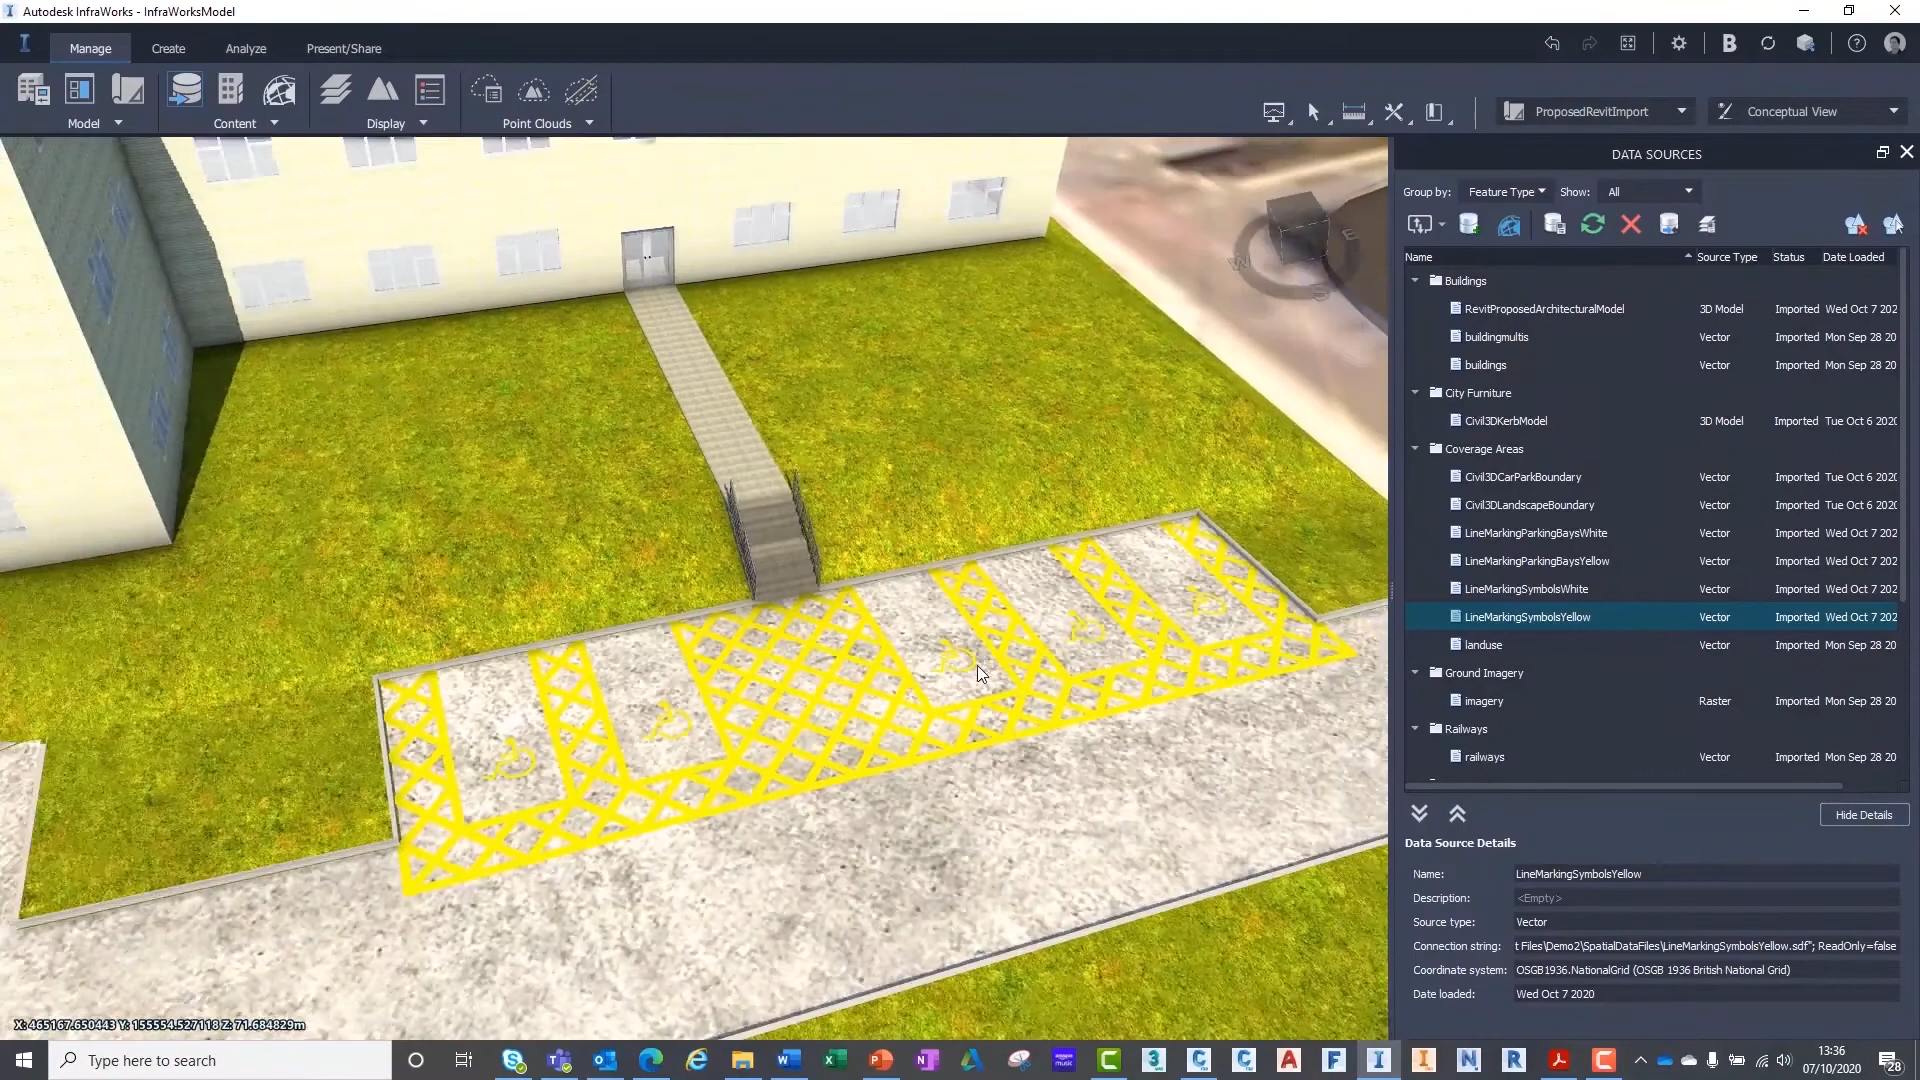 Autodesk InfraWorks - InfraWorksModel
Manage Create Analyze Present/Share
Model Content Display Point Clouds
ProposedRevitImport Conceptual View
DATA SOURCES
Group by: Feature Type Show: All
Name Source Type Status Date Loaded
Buildings
RevitProposedArchitecturalModel 3D Model Imported Wed Oct 7 202
buildingmultis Vector Imported Mon Sep 28 20
buildings Vector Imported Mon Sep 28 20
City Furniture
Civil3DKerbModel 3D Model Imported Tue Oct 6 2020
Coverage Areas
Civil3DCarParkBoundary Vector Imported Tue Oct 6 2020
Civil3DLandscapeBoundary Vector Imported Tue Oct 6 2020
LineMarkingParkingBaysWhite Vector Imported Wed Oct 7 202
LineMarkingParkingBaysYellow Vector Imported Wed Oct 7 202
LineMarkingSymbolsWhite Vector Imported Wed Oct 7 202
LineMarkingSymbolsYellow Vector Imported Wed Oct 7 202
landuse Vector Imported Mon Sep 28 20
Ground Imagery
imagery Raster Imported Mon Sep 28 20
Railways
railways Vector Imported Mon Sep 28 20
Hide Details
Data Source Details
Name: LineMarkingSymbolsYellow
Description: <Empty>
Source type: Vector
Connection string: t Files\Demo2\SpatialDataFiles\LineMarkingSymbolsYellow.sdf"; ReadOnly=false
Coordinate system: OSGB1936.NationalGrid (OSGB 1936 British National Grid)
Date loaded: Wed Oct 7 2020
X: 465167.650443 Y: 155554.527118 Z: 71.684829m
Type here to search
13:36
07/10/2020
28